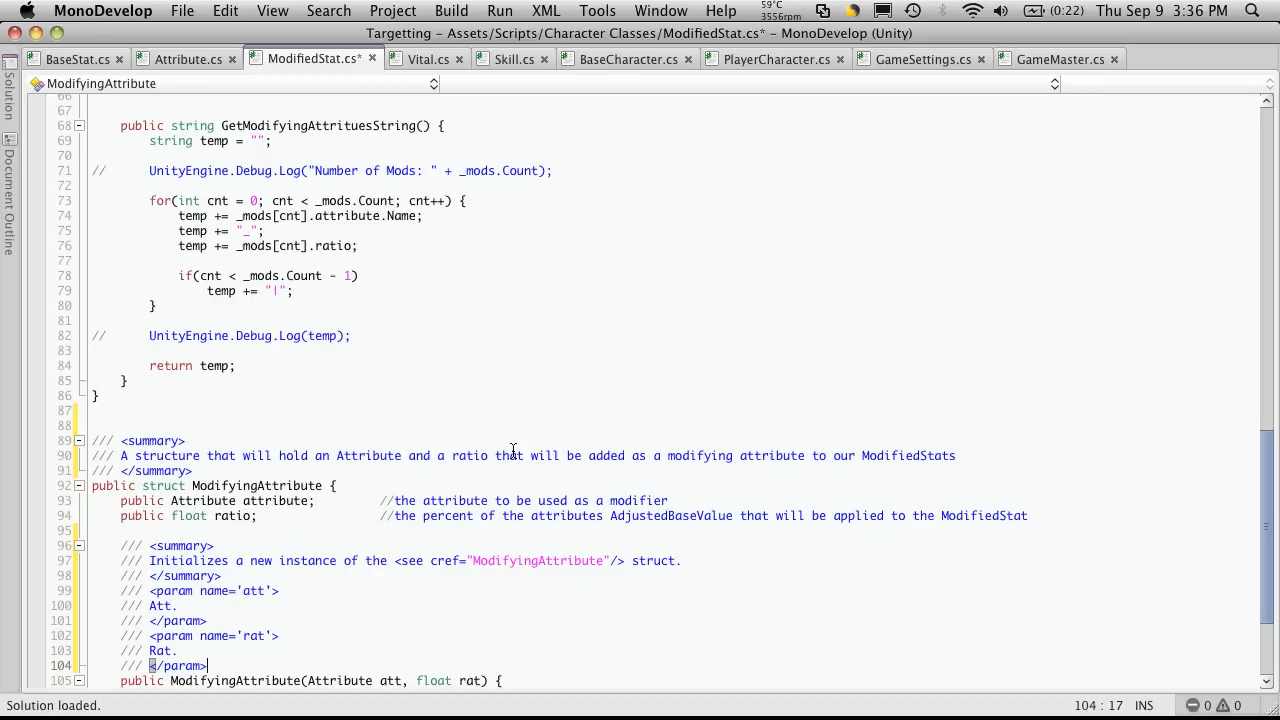 MonoDevelop File Edit View Search Project Build Run XML Tools Window Help 59°C 3556rpm (0:22) Thu Sep 9 3:36 PM
Targetting - Assets/Scripts/Character Classes/ModifiedStat.cs* - MonoDevelop (Unity)
BaseStat.cs Attribute.cs ModifiedStat.cs* Vital.cs Skill.cs BaseCharacter.cs PlayerCharacter.cs GameSettings.cs GameMaster.cs
Solution
Document Outline
ModifyingAttribute
66
67
68 public string GetModifyingAttrituesString() {
69 string temp = "";
70
71 // UnityEngine.Debug.Log("Number of Mods: " + _mods.Count);
72
73 for(int cnt = 0; cnt < _mods.Count; cnt++) {
74 temp += _mods[cnt].attribute.Name;
75 temp += "_";
76 temp += _mods[cnt].ratio;
77
78 if(cnt < _mods.Count - 1)
79 temp += "|";
80 }
81
82 // UnityEngine.Debug.Log(temp);
83
84 return temp;
85 }
86 }
87
88
89 /// <summary>
90 /// A structure that will hold an Attribute and a ratio that will be added as a modifying attribute to our ModifiedStats
91 /// </summary>
92 public struct ModifyingAttribute {
93 public Attribute attribute; //the attribute to be used as a modifier
94 public float ratio; //the percent of the attributes AdjustedBaseValue that will be applied to the ModifiedStat
95
96 /// <summary>
97 /// Initializes a new instance of the <see cref="ModifyingAttribute"/> struct.
98 /// </summary>
99 /// <param name='att'>
100 /// Att.
101 /// </param>
102 /// <param name='rat'>
103 /// Rat.
104 /// </param>
105 public ModifyingAttribute(Attribute att, float rat) {
Solution loaded. 104 : 17 INS 0 0